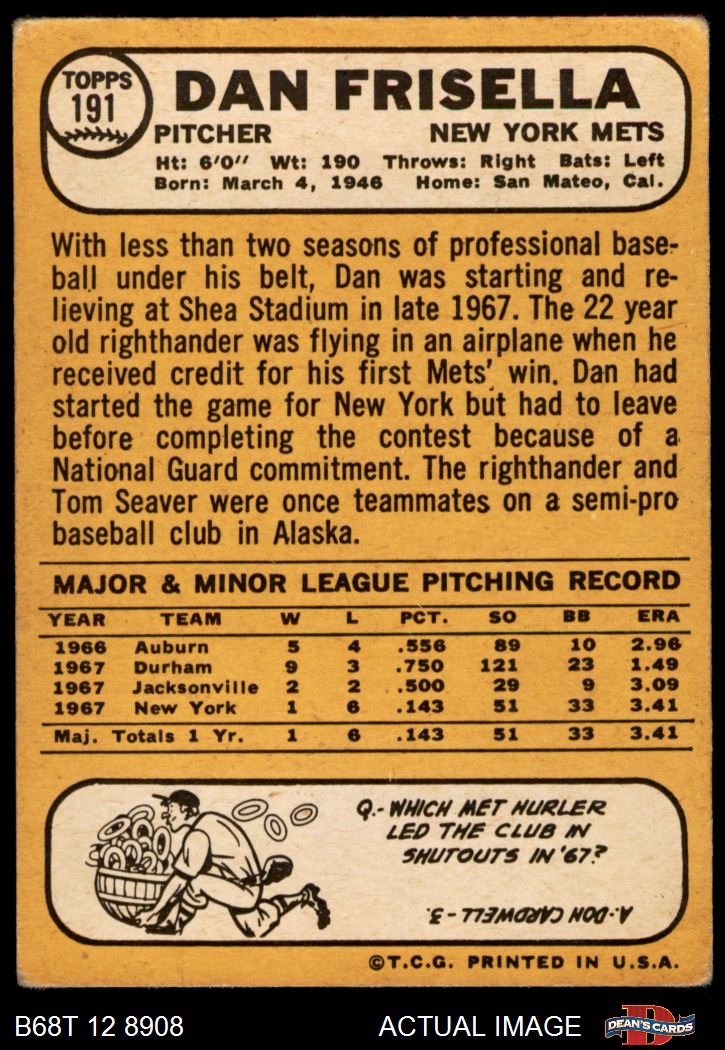 TOPPS
191
DAN FRISELLA
PITCHER NEW YORK METS
Ht: 6'0" Wt: 190 Throws: Right Bats: Left
Born: March 4, 1946 Home: San Mateo, Cal.
With less than two seasons of professional base-
ball under his belt, Dan was starting and re-
lieving at Shea Stadium in late 1967. The 22 year
old righthander was flying in an airplane when he
received credit for his first Mets' win. Dan had
started the game for New York but had to leave
before completing the contest because of a
National Guard commitment. The righthander and
Tom Seaver were once teammates on a semi-pro
baseball club in Alaska.
MAJOR & MINOR LEAGUE PITCHING RECORD
YEAR TEAM W L PCT. SO BB ERA
1966 Auburn 5 4 .556 89 10 2.96
1967 Durham 9 3 .750 121 23 1.49
1967 Jacksonville 2 2 .500 29 9 3.09
1967 New York 1 6 .143 51 33 3.41
Maj. Totals 1 Yr. 1 6 .143 51 33 3.41
Q.- WHICH MET HURLER
LED THE CLUB IN
SHUTOUTS IN '67?
A.- DON CARDWELL - 3.
©T.C.G. PRINTED IN U.S.A.
B68T 12 8908 ACTUAL IMAGE
D
DEAN'S CARDS